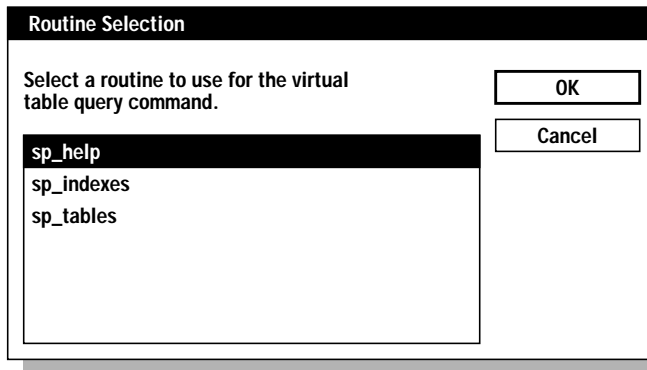 Routine Selection
Select a routine to use for the virtual
table query command.
OK
Cancel
sp_help
sp_indexes
sp_tables